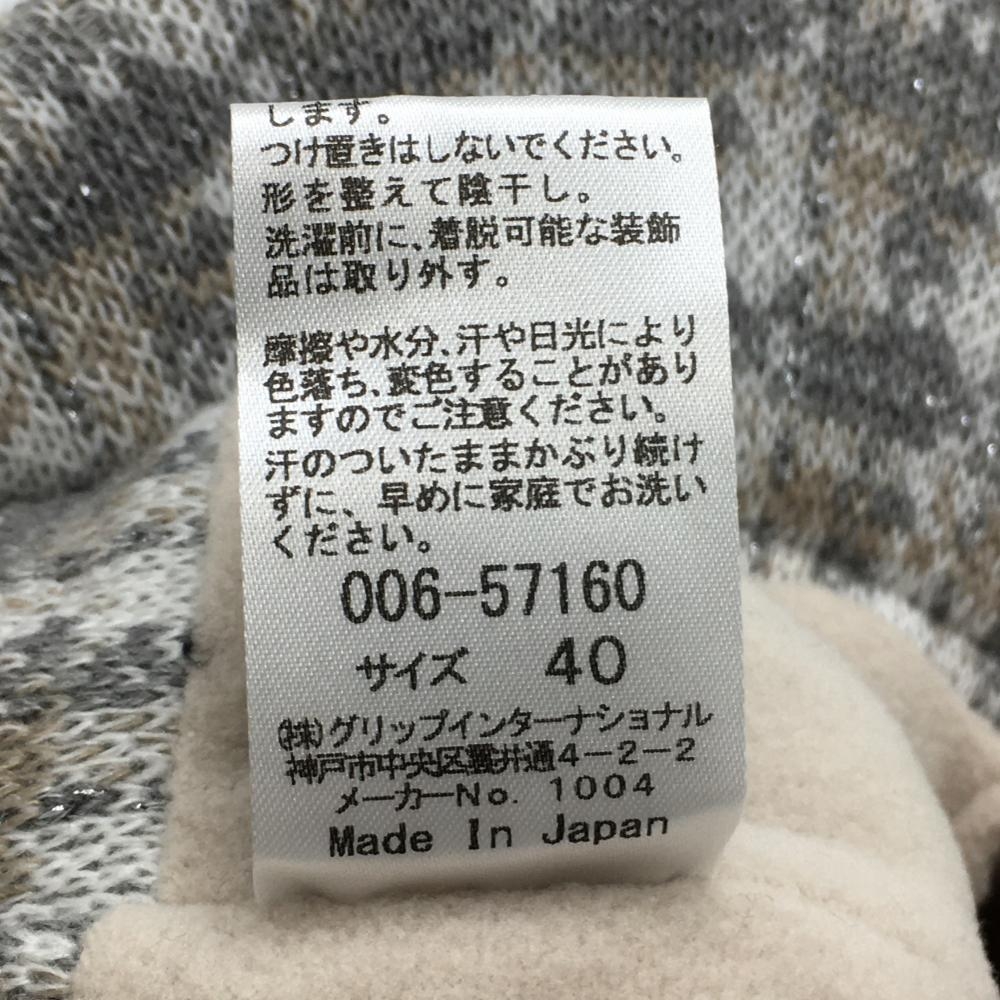 します。
つけ置きはしないでください。
形を整えて陰干し。
洗濯前に、着脱可能な装飾
品は取り外す。
摩擦や水分、汗や日光により
色落ち、変色することがあり
ますのでご注意ください。
汗のついたままかぶり続け
ずに、早めに家庭でお洗い
ください。
006-57160
サイズ 40
㈱グリップインターナショナル
神戸市中央区雲井通4-2-2
メーカーNo. 1004
Made In Japan